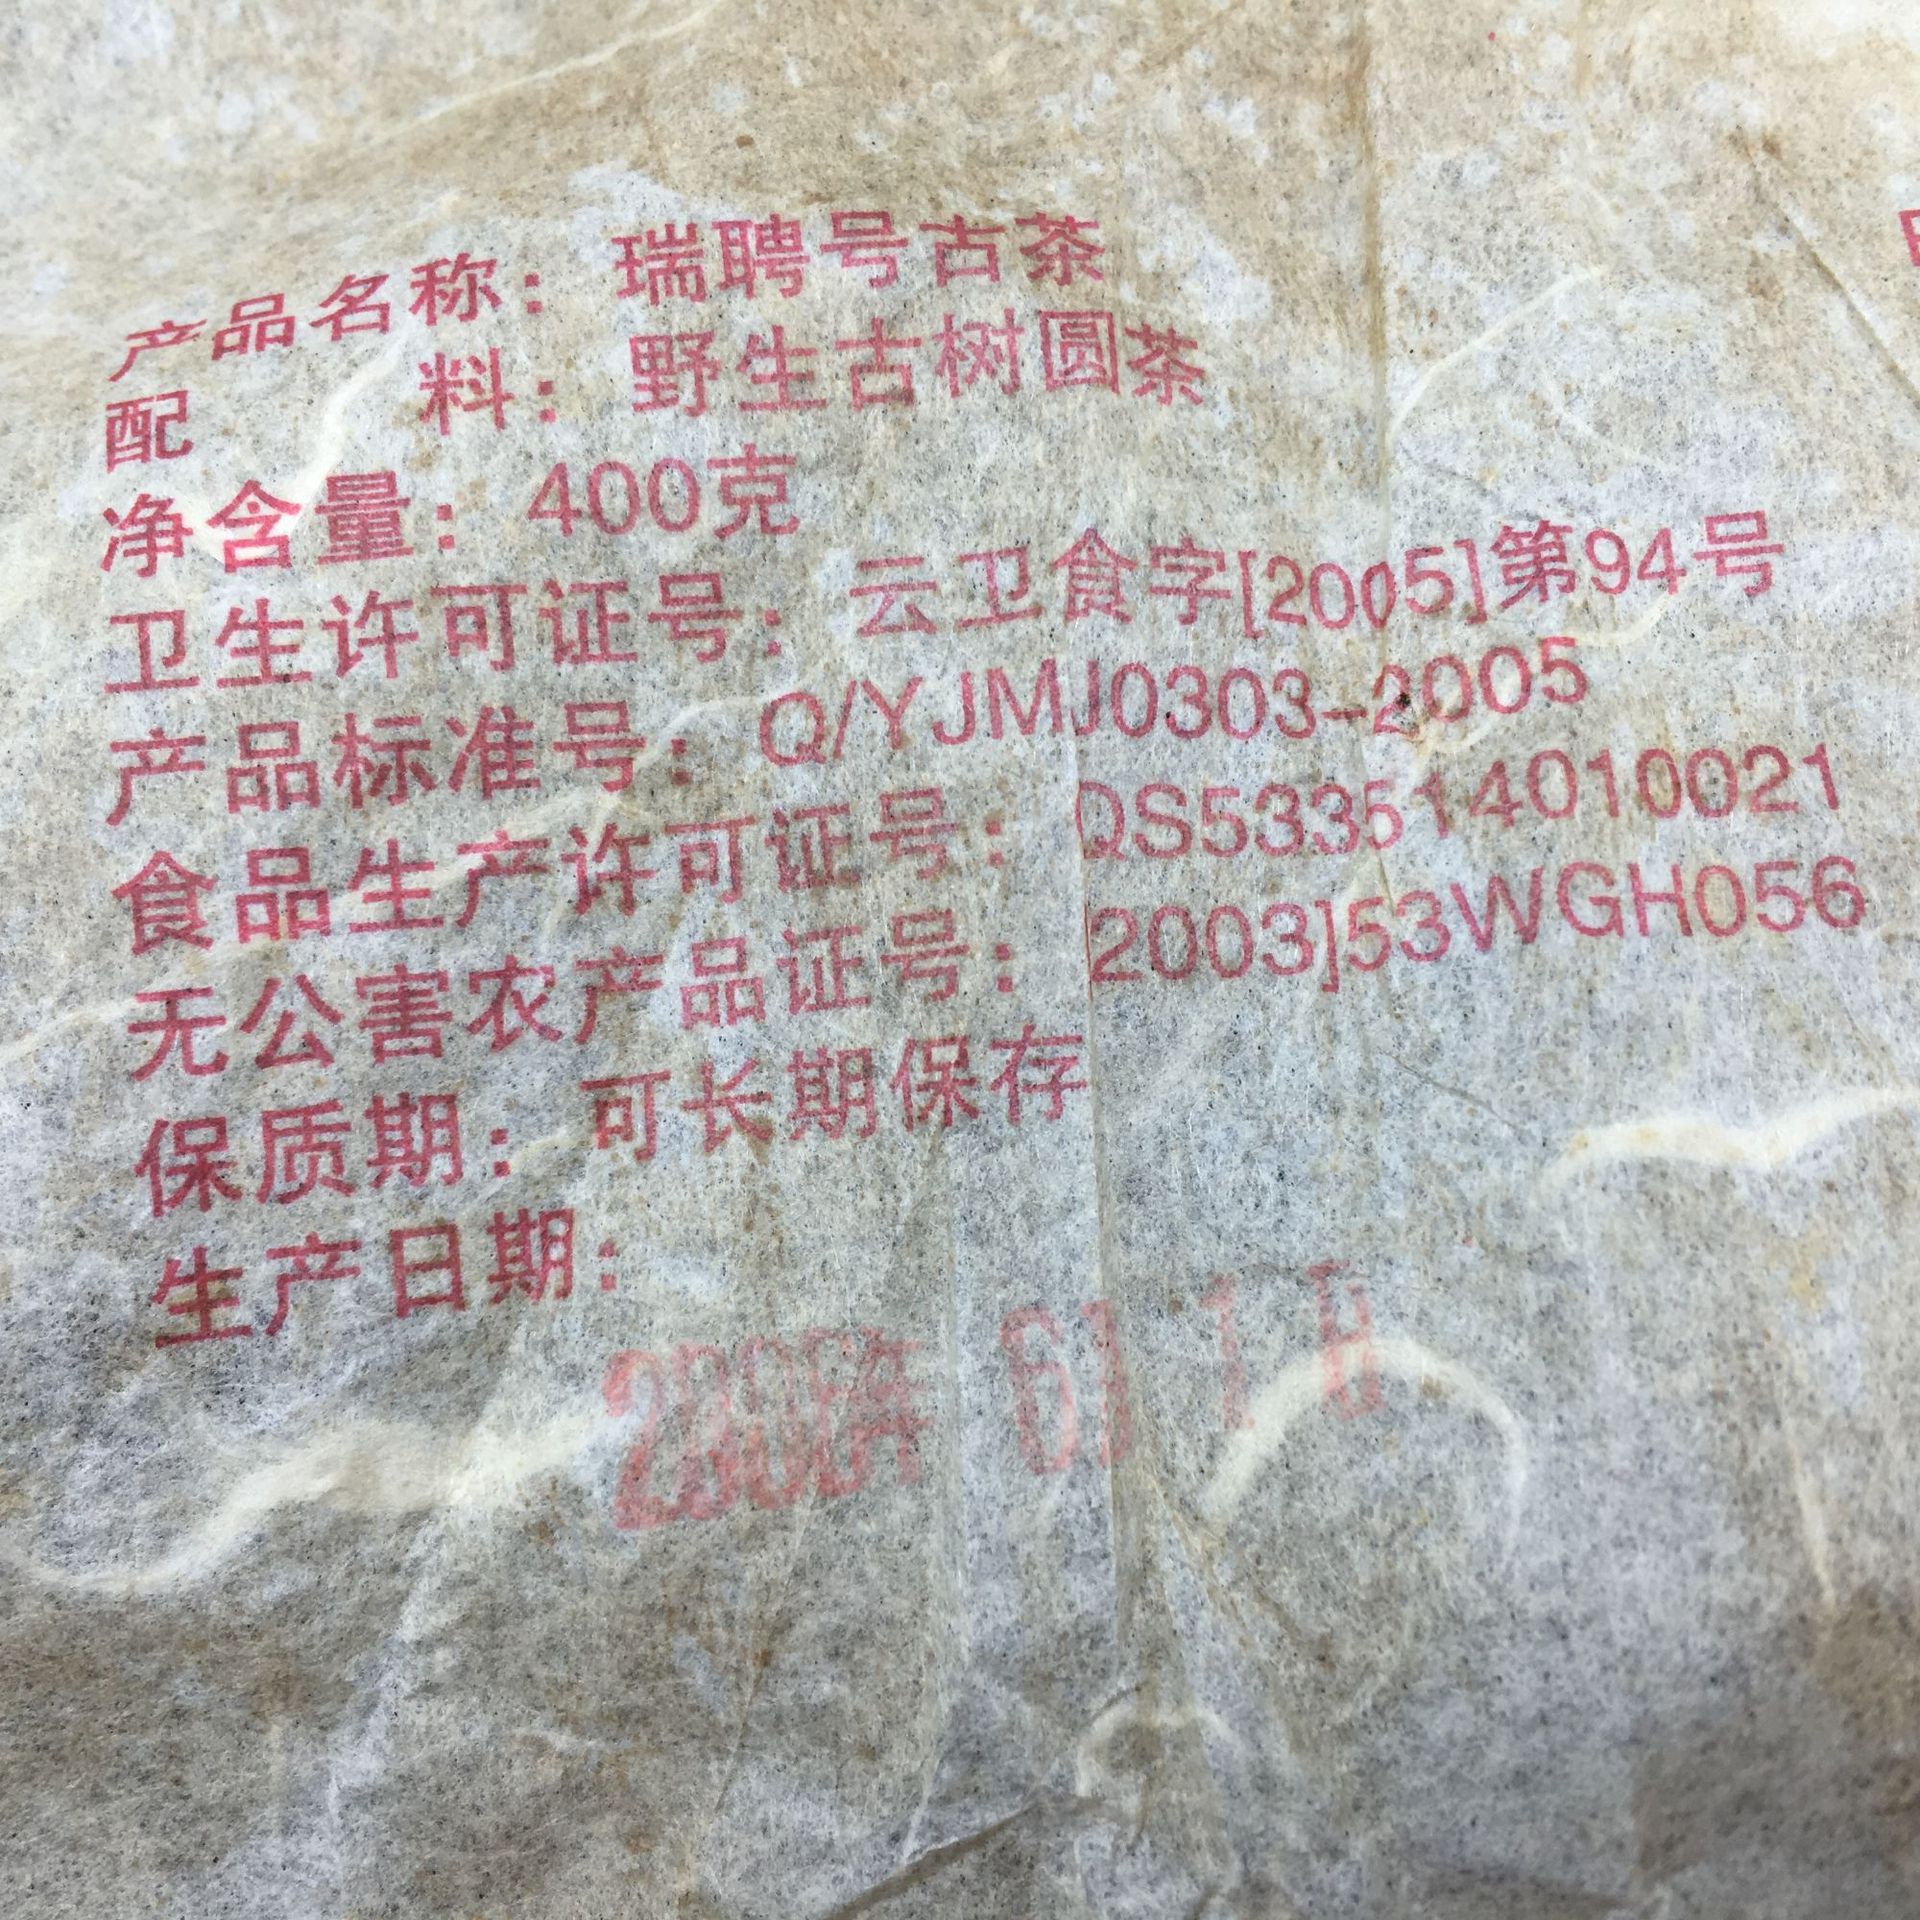 产品名称：瑞聘号古茶
配料：野生古树圆茶
净含量：400克
卫生许可证号：云卫食字[2005]第94号
产品标准号：Q/YJMJ0303-2005
食品生产许可证号：QS533514010021
无公害农产品证号：2003]53WGH056
保质期：可长期保存
生产日期：